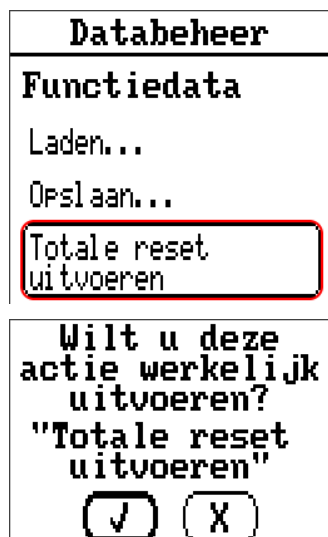 Databeheer
Functiedata
Laden...
Opslaan...
Totale reset
uitvoeren
Wilt u deze
actie werkelijk
uitvoeren?
"Totale reset
uitvoeren"
√ X